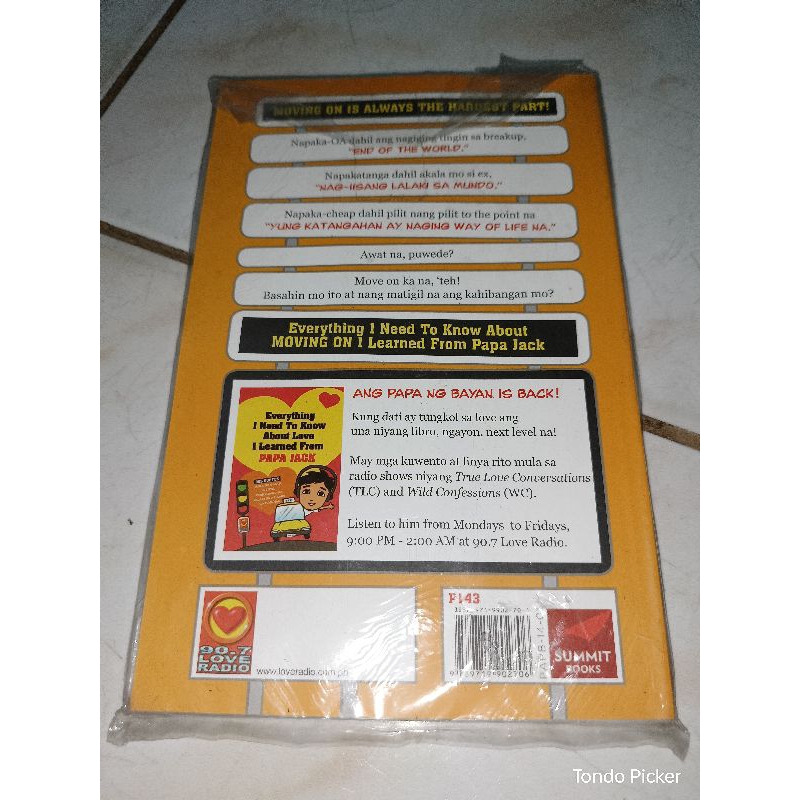 MOVING ON IS ALWAYS THE HARDEST PART!
Napaka-OA dahil ang nagiging tingin sa breakup,
"END OF THE WORLD."
Napakatanga dahil akala mo si ex,
"NAG-IISANG LALAKI SA MUNDO."
Napaka-cheap dahil pilit nang pilit to the point na
"YUNG KATANGAHAN AY NAGING WAY OF LIFE NA."
Awat na, puwede?
Move on ka na, 'teh!
Basahin mo ito at nang matigil na ang kahibangan mo?
Everything I Need To Know About
MOVING ON I Learned From Papa Jack
ANG PAPA NG BAYAN IS BACK!
Kung dati ay tungkol sa love ang
una niyang libro, ngayon, next level na!
May mga kuwento at linya rito mula sa
radio shows niyang True Love Conversations
(TLC) and Wild Confessions (WC).
Listen to him from Mondays to Fridays,
9:00 PM - 2:00 AM at 90.7 Love Radio.
Everything
I Need To Know
About Love
I Learned From
PAPA JACK
90.7
LOVE
RADIO
www.loveradio.com.ph
P143
SUMMIT
BOOKS
Tondo Picker